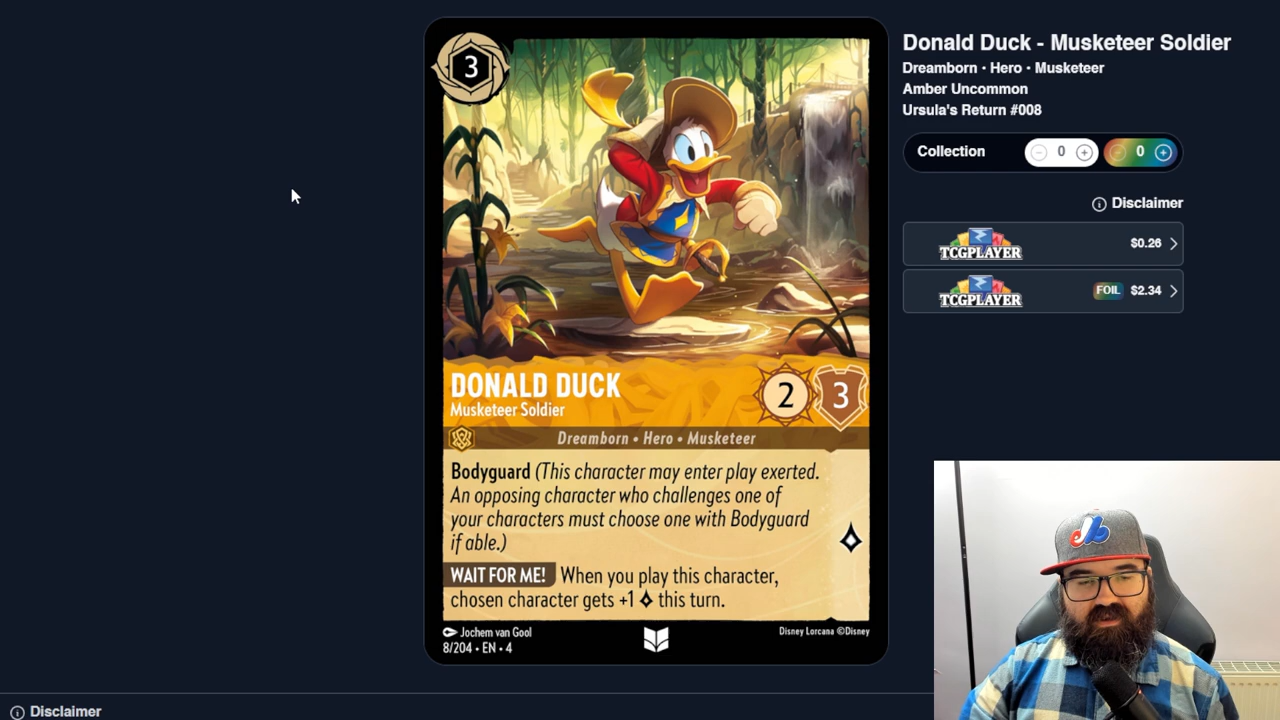 3
DONALD DUCK
Musketeer Soldier
2
3
Dreamborn • Hero • Musketeer
Bodyguard (This character may enter play exerted.
An opposing character who challenges one of
your characters must choose one with Bodyguard
if able.)
WAIT FOR ME! When you play this character,
chosen character gets +1 this turn.
Jochem van Gool
Disney Lorcana ©Disney
8/204 • EN • 4
Donald Duck - Musketeer Soldier
Dreamborn • Hero • Musketeer
Amber Uncommon
Ursula's Return #008
Collection
0
0
Disclaimer
TCGPLAYER
$0.26
TCGPLAYER
FOIL
$2.34
Disclaimer